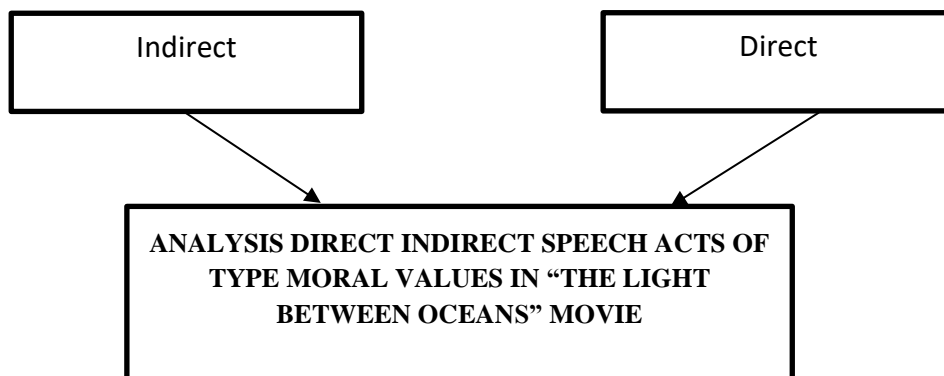 Indirect
Direct
ANALYSIS DIRECT INDIRECT SPEECH ACTS OF
TYPE MORAL VALUES IN “THE LIGHT
BETWEEN OCEANS” MOVIE